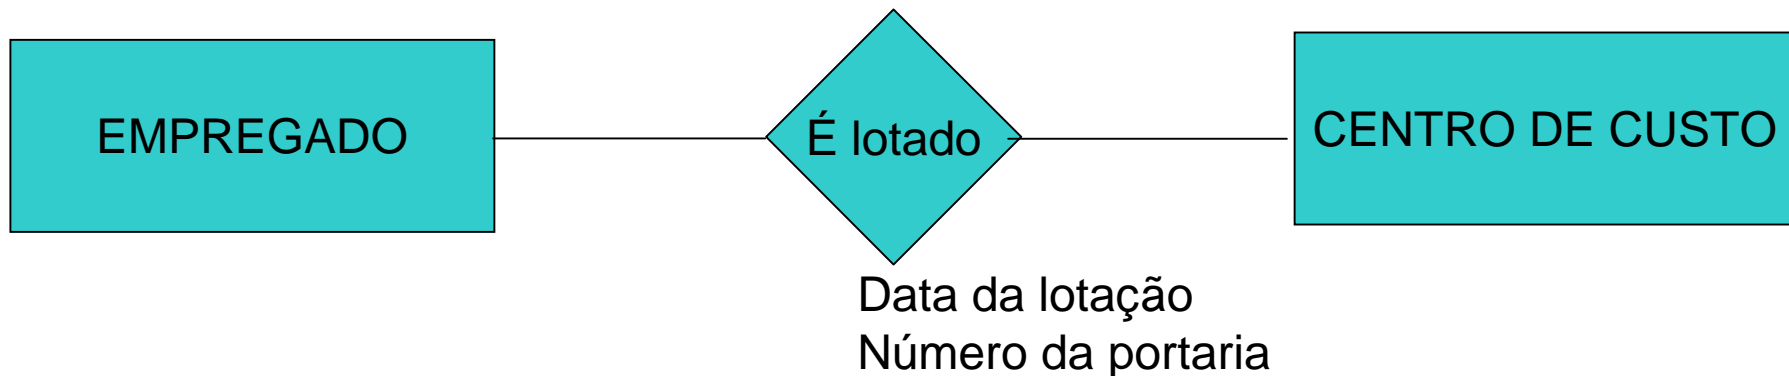 EMPREGADO
É lotado
CENTRO DE CUSTO
Data da lotação
Número da portaria